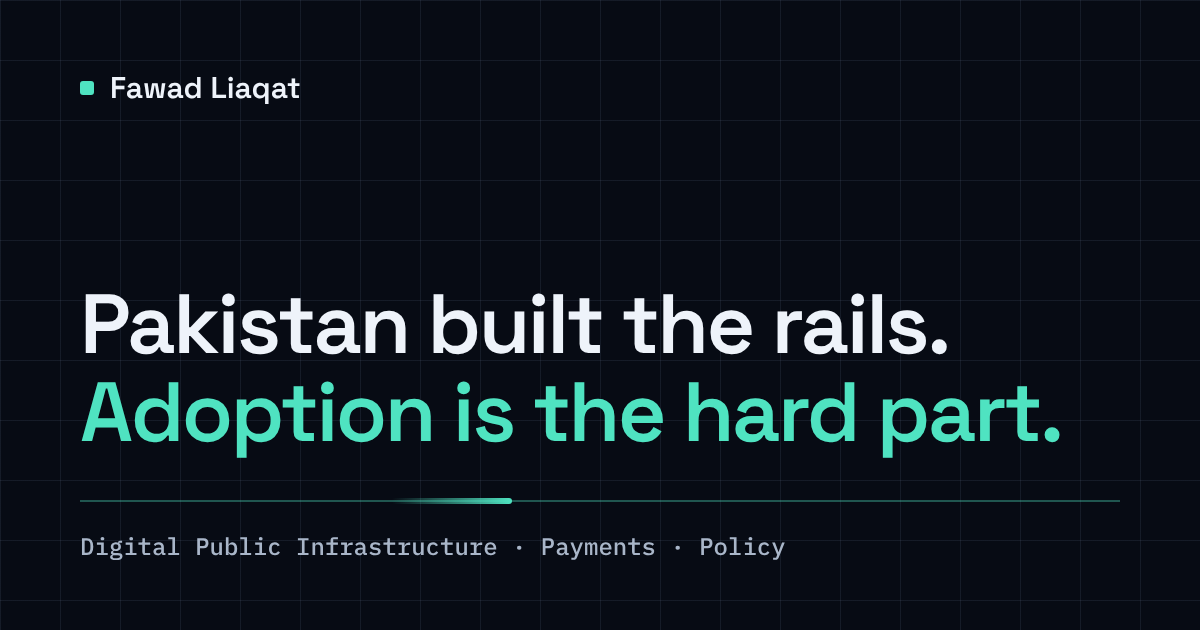 Fawad Liaqat
Pakistan built the rails.
Adoption is the hard part.
Digital Public Infrastructure · Payments · Policy